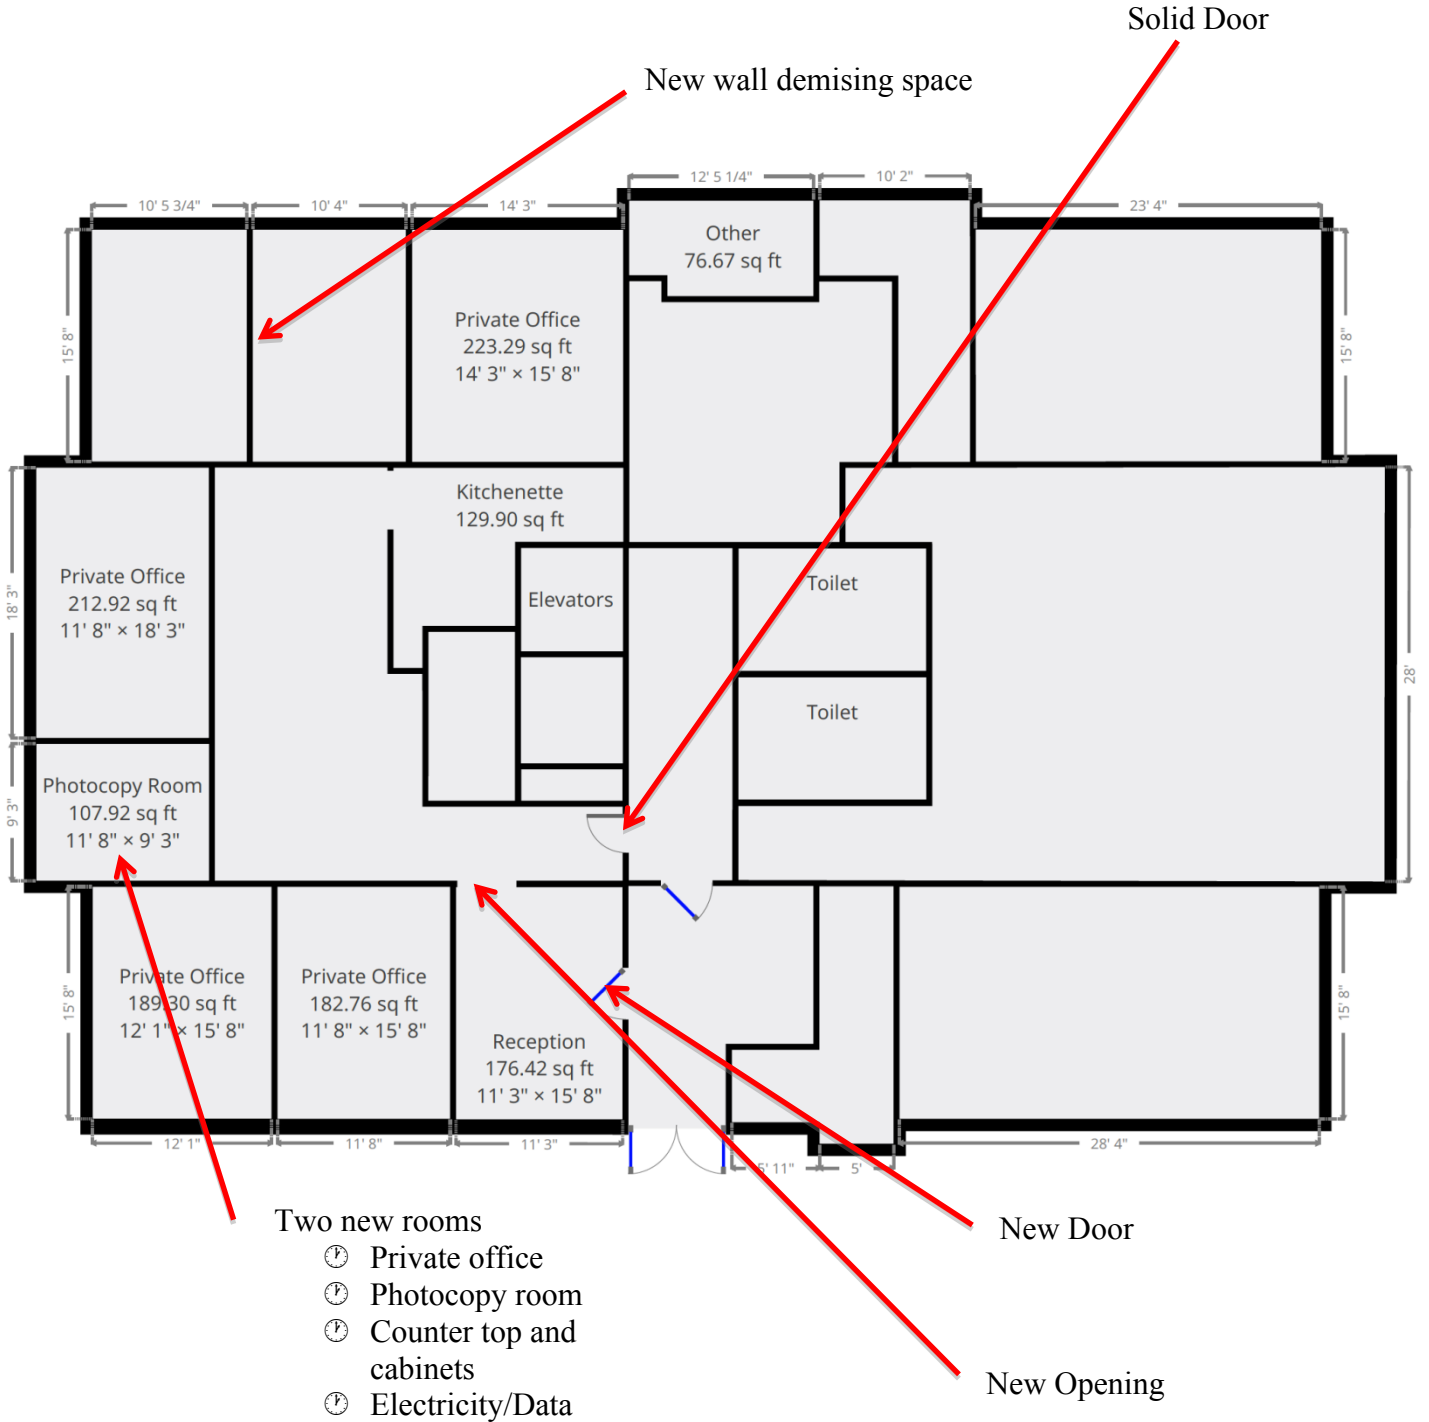 Solid Door
New wall demising space
12' 5 1/4"
10' 2"
10' 5 3/4"
10' 4"
14' 3"
23' 4"
Other
76.67 sq ft
15' 8"
Private Office
223.29 sq ft
14' 3" × 15' 8"
15' 8"
Kitchenette
129.90 sq ft
18' 3"
Private Office
212.92 sq ft
11' 8" × 18' 3"
Elevators
Toilet
28'
Toilet
9' 3"
Photocopy Room
107.92 sq ft
11' 8" × 9' 3"
15' 8"
Private Office
189.30 sq ft
12' 1" × 15' 8"
Private Office
182.76 sq ft
11' 8" × 15' 8"
Reception
176.42 sq ft
11' 3" × 15' 8"
15' 8"
12' 1"
11' 8"
11' 3"
5' 11"
5'
28' 4"
Two new rooms
Private office
Photocopy room
Counter top and
cabinets
Electricity/Data
New Door
New Opening